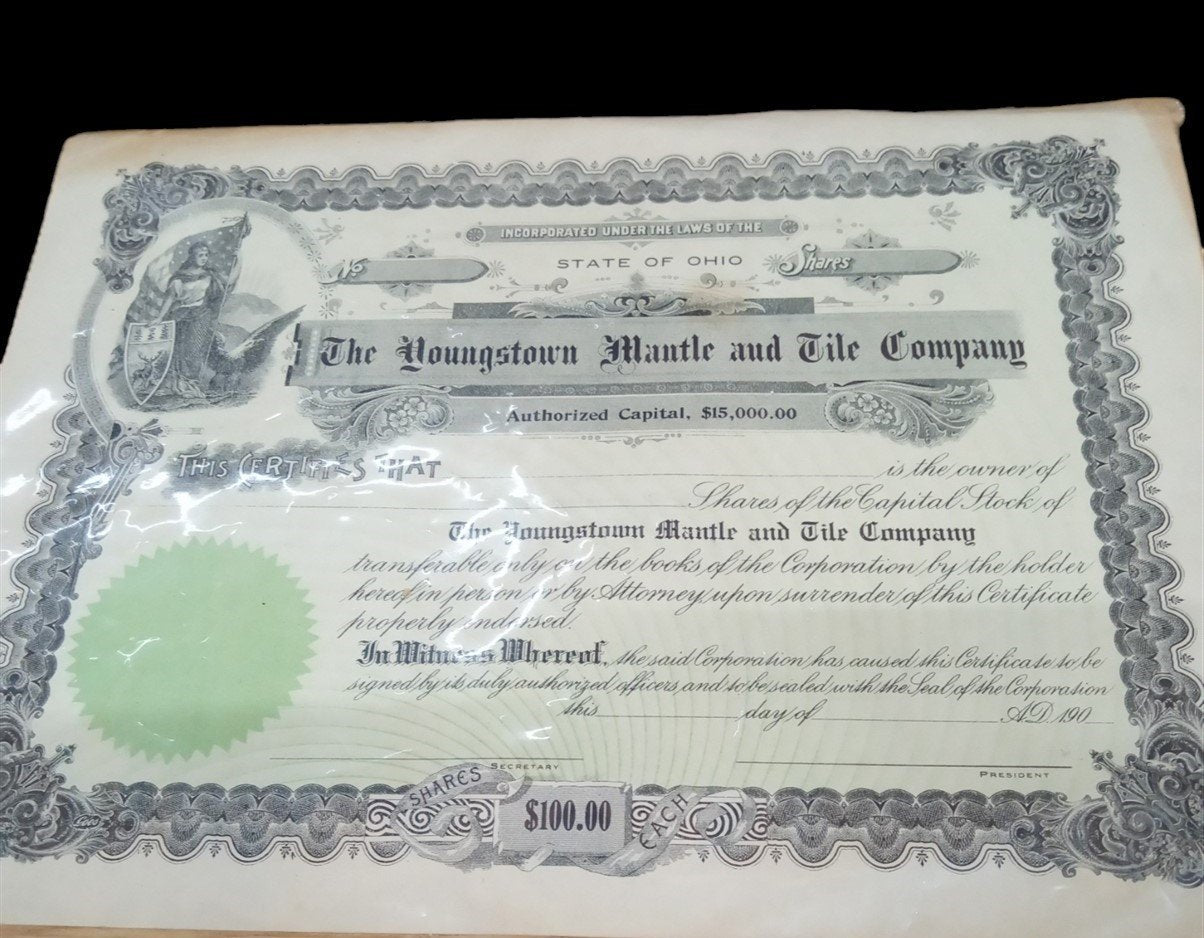 INCORPORATED UNDER THE LAWS OF THE
STATE OF OHIO
No
Shares
The Youngstown Mantle and Tile Company
Authorized Capital, $15,000.00
THIS CERTIFIES THAT is the owner of
Shares of the Capital Stock of
The Youngstown Mantle and Tile Company
transferable only on the books of the Corporation by the holder
hereof in person or by Attorney upon surrender of this Certificate
properly endorsed.
In Witness Whereof, the said Corporation has caused this Certificate to be
signed by its duly authorized officers and to be sealed with the Seal of the Corporation
this day of A.D. 190
SECRETARY
PRESIDENT
SHARES $100.00 EACH